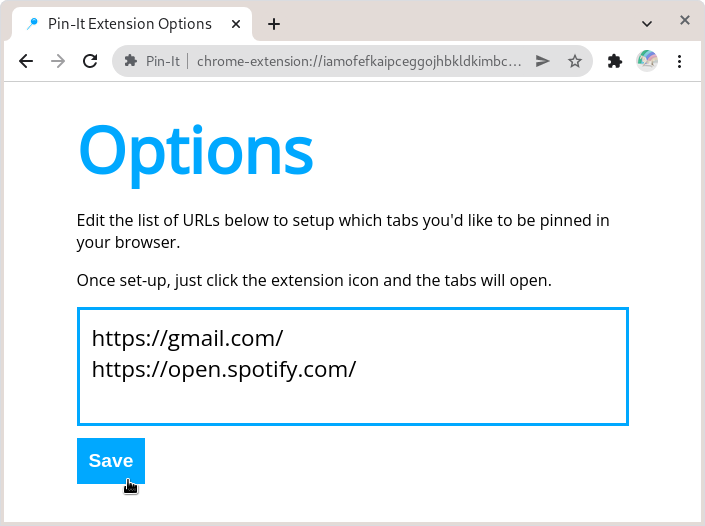 Pin-It Extension Options
Pin-It chrome-extension://iamofefkaipceggojhbkldkimbc...
Options
Edit the list of URLs below to setup which tabs you'd like to be pinned in
your browser.
Once set-up, just click the extension icon and the tabs will open.
https://gmail.com/
https://open.spotify.com/
Save